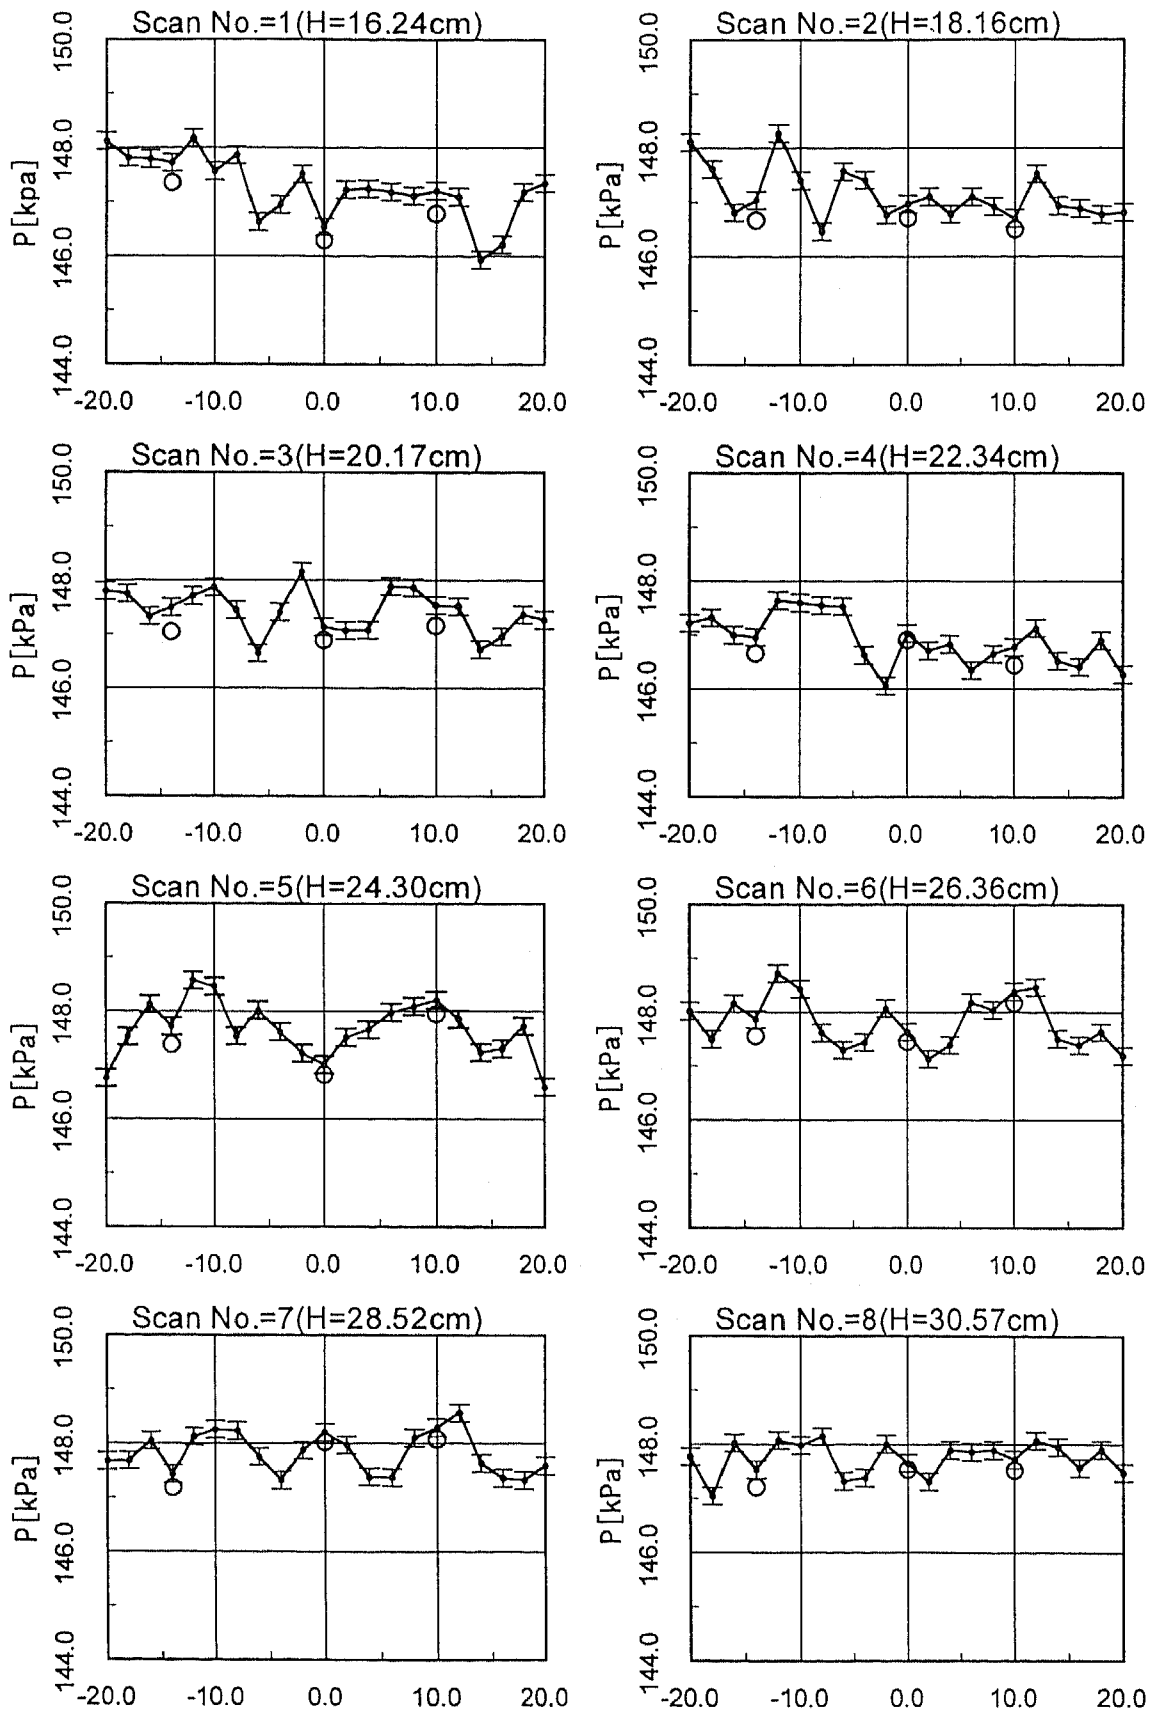 Scan No.=1(H=16.24cm)
150.0
148.0
146.0
144.0
P[kpa]
-20.0 -10.0 0.0 10.0 20.0
Scan No.=2(H=18.16cm)
150.0
148.0
146.0
144.0
P[kPa]
-20.0 -10.0 0.0 10.0 20.0
Scan No.=3(H=20.17cm)
150.0
148.0
146.0
144.0
P[kPa]
-20.0 -10.0 0.0 10.0 20.0
Scan No.=4(H=22.34cm)
150.0
148.0
146.0
144.0
P[kPa]
-20.0 -10.0 0.0 10.0 20.0
Scan No.=5(H=24.30cm)
150.0
148.0
146.0
144.0
P[kPa]
-20.0 -10.0 0.0 10.0 20.0
Scan No.=6(H=26.36cm)
150.0
148.0
146.0
144.0
P[kPa]
-20.0 -10.0 0.0 10.0 20.0
Scan No.=7(H=28.52cm)
150.0
148.0
146.0
144.0
P[kPa]
-20.0 -10.0 0.0 10.0 20.0
Scan No.=8(H=30.57cm)
150.0
148.0
146.0
144.0
P[kPa]
-20.0 -10.0 0.0 10.0 20.0